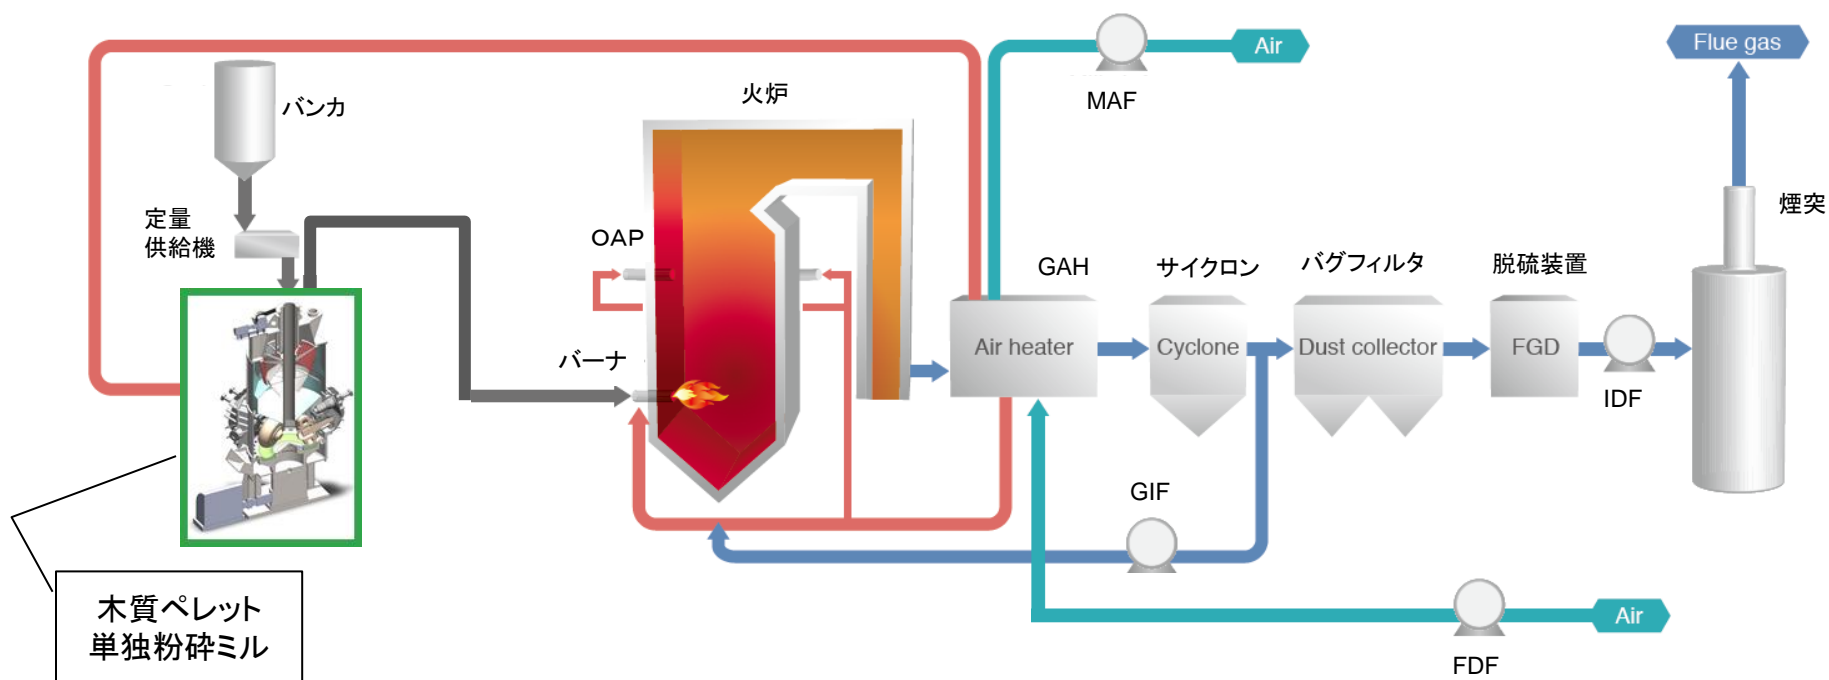 Air
Flue gas
MAF
バンカ
火炉
煙突
定量
供給機
OAP
GAH
サイクロン
バグフィルタ
脱硫装置
バーナ
Air heater
Cyclone
Dust collector
FGD
IDF
GIF
木質ペレット
単独粉砕ミル
Air
FDF